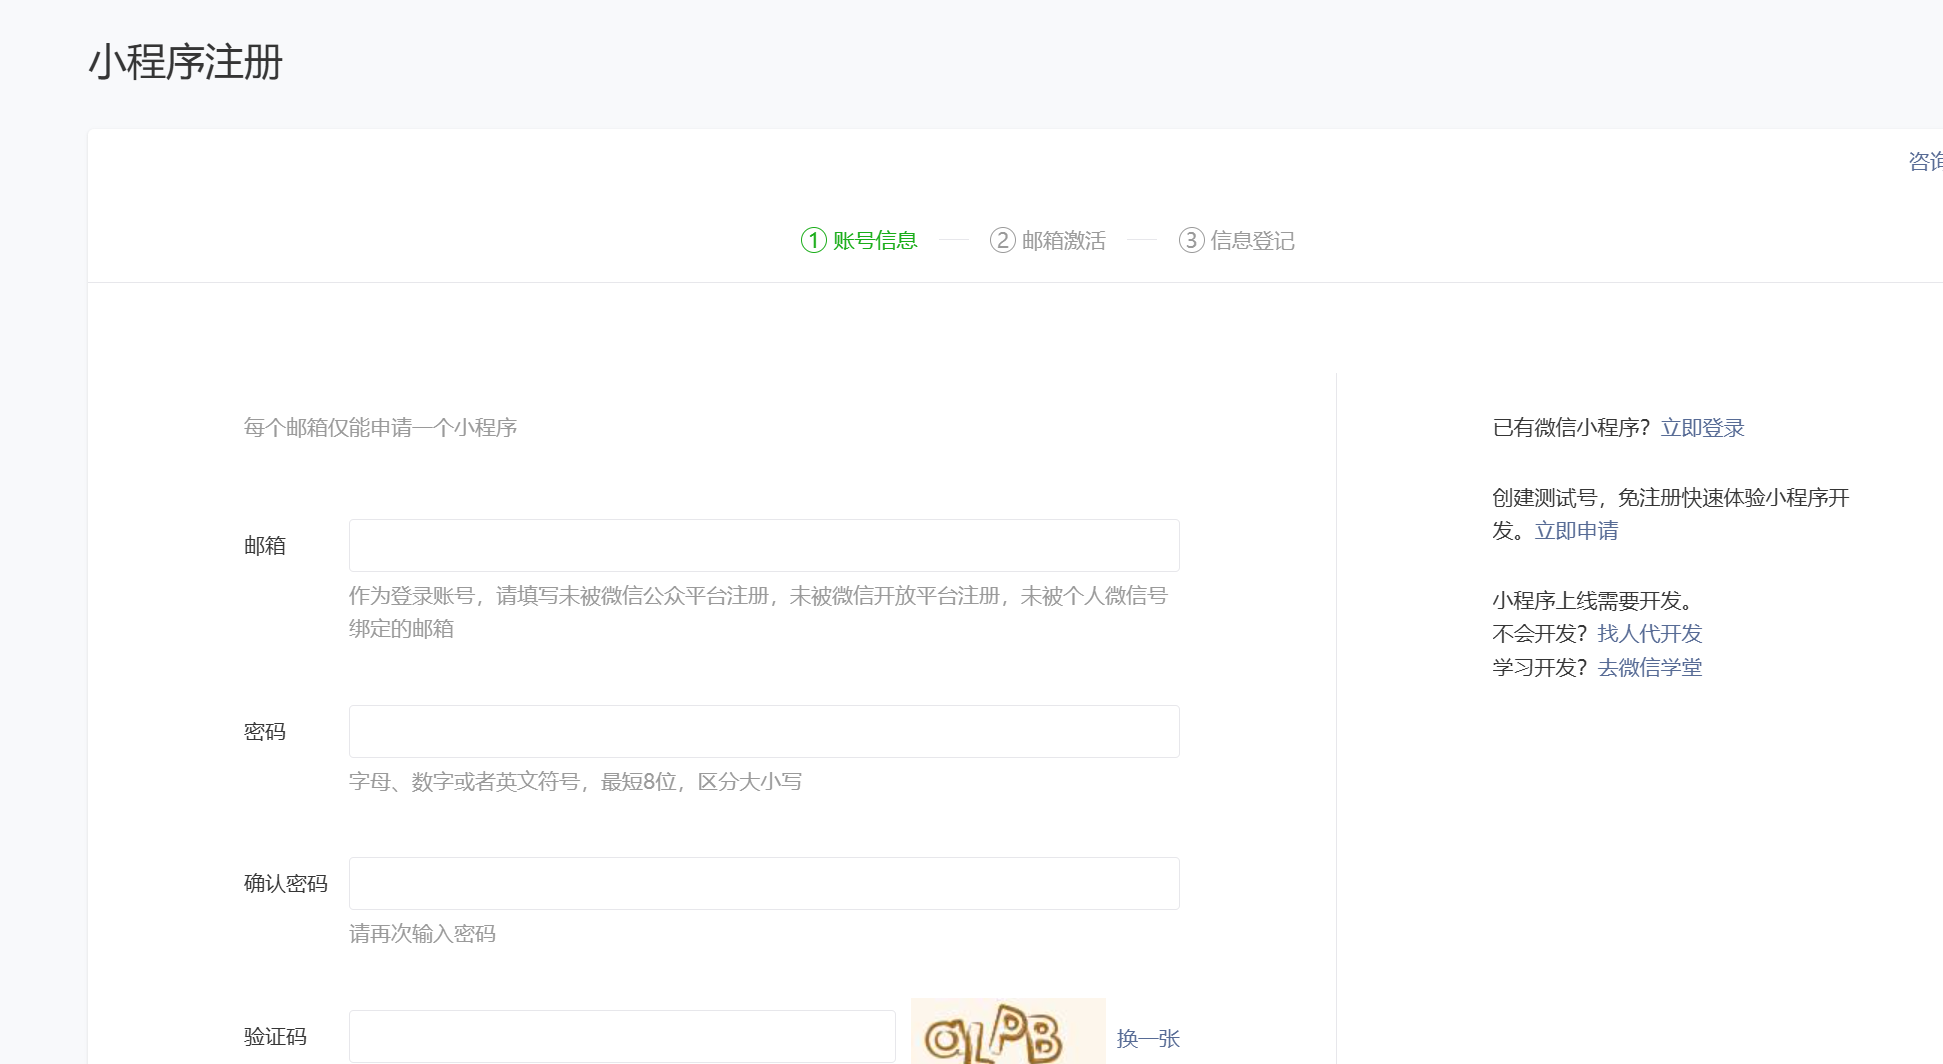 小程序注册
咨询
① 账号信息 ② 邮箱激活 ③ 信息登记
每个邮箱仅能申请一个小程序
邮箱
作为登录账号，请填写未被微信公众平台注册，未被微信开放平台注册，未被个人微信号
绑定的邮箱
密码
字母、数字或者英文符号，最短8位，区分大小写
确认密码
请再次输入密码
验证码
换一张
已有微信小程序？立即登录
创建测试号，免注册快速体验小程序开
发。立即申请
小程序上线需要开发。
不会开发？找人代开发
学习开发？去微信学堂